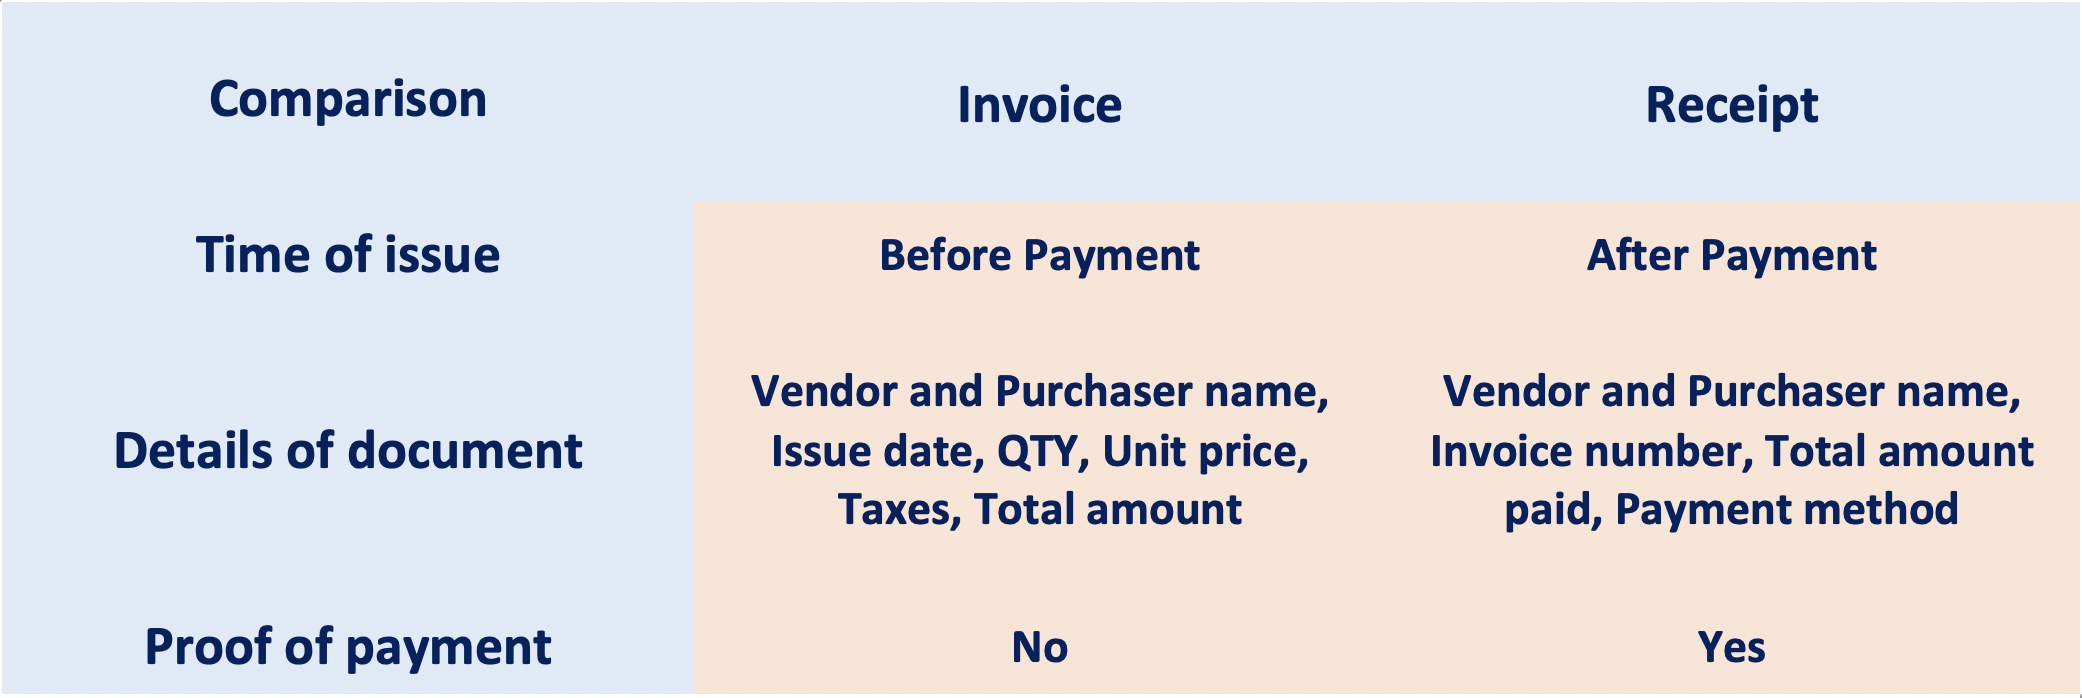 Comparison Invoice Receipt
Time of issue Before Payment After Payment
Details of document
Vendor and Purchaser name,
Issue date, QTY, Unit price,
Taxes, Total amount
Vendor and Purchaser name,
Invoice number, Total amount
paid, Payment method
Proof of payment No Yes